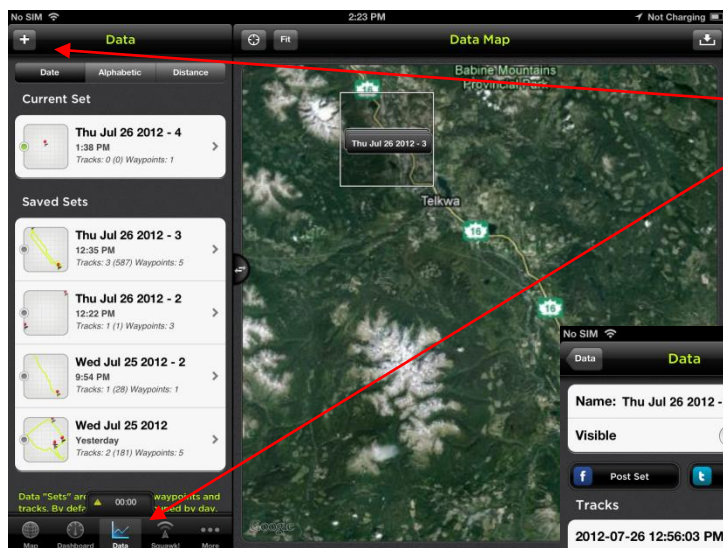 No SIM 2:23 PM Not Charging
+ Data Fit Data Map
Date Alphabetic Distance
Current Set
Thu Jul 26 2012 - 4
1:38 PM
Tracks: 0 (0) Waypoints: 1
Saved Sets
Thu Jul 26 2012 - 3
12:35 PM
Tracks: 3 (587) Waypoints: 5
Thu Jul 26 2012 - 2
12:22 PM
Tracks: 1 (1) Waypoints: 3
Wed Jul 25 2012 - 2
9:54 PM
Tracks: 1 (28) Waypoints: 1
Wed Jul 25 2012
Yesterday
Tracks: 2 (181) Waypoints: 5
Data "Sets" are waypoints and
00:00
tracks. By by day.
Map Dashboard Data Squawk! More
Babine Mountains
Provincial Park
16
Thu Jul 26 2012 - 3
Telkwa
16
16
Google
No SIM
Data Data
Name: Thu Jul 26 2012 -
Visible
Post Set
Tracks
2012-07-26 12:56:03 PM